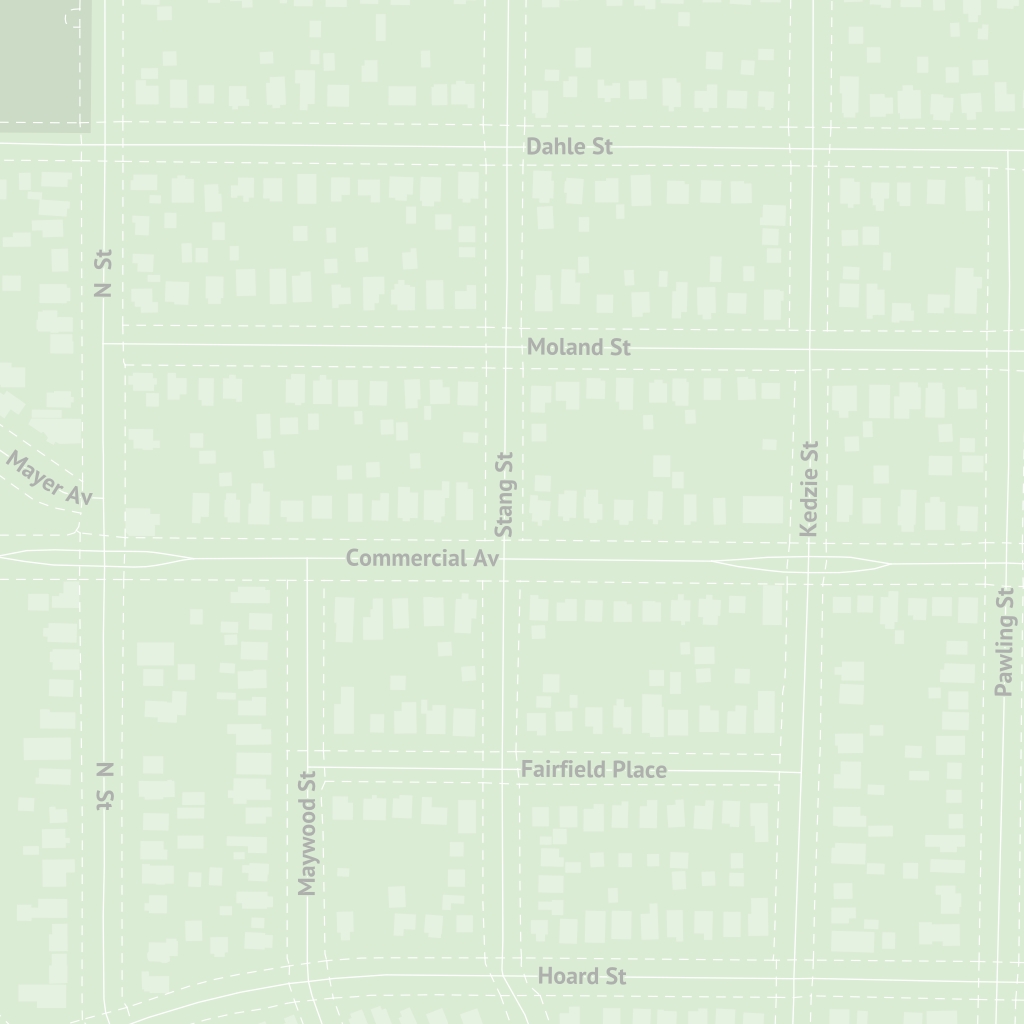 Dahle St
N St
Moland St
Mayer Av
Stang St
Kedzie St
Commercial Av
Pawling St
N St
Fairfield Place
Maywood St
Hoard St